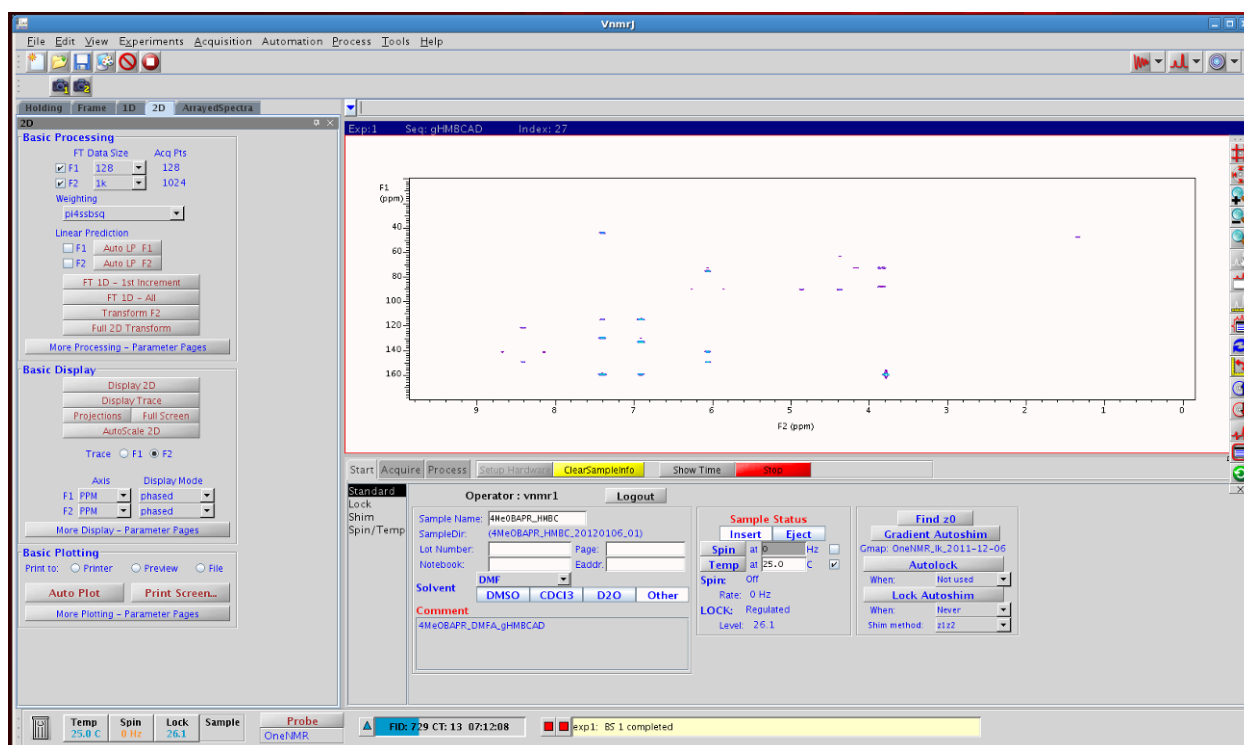 VnmrJ
File Edit View Experiments Acquisition Automation Process Tools Help
1 2
Holding Frame 1D 2D ArrayedSpectra
2D
Exp:1 Seq: gHMBCAD Index: 27
Basic Processing
FT Data Size Acq Pts
F1 128 128
F2 1k 1024
Weighting
pi4ssbsq
Linear Prediction
F1 Auto LP F1
F2 Auto LP F2
FT 1D - 1st Increment
FT 1D - All
Transform F2
Full 2D Transform
More Processing - Parameter Pages
Basic Display
Display 2D
Display Trace
Projections Full Screen
AutoScale 2D
Trace F1 F2
Axis Display Mode
F1 PPM phased
F2 PPM phased
More Display - Parameter Pages
Basic Plotting
Print to: Printer Preview File
Auto Plot Print Screen...
More Plotting - Parameter Pages
F1
(ppm)
40
60
80
100
120
140
160
9 8 7 6 5 4 3 2 1 0
F2 (ppm)
Start Acquire Process Setup Hardware ClearSampleInfo Show Time Stop
Standard
Lock
Shim
Spin/Temp
Operator : vnmr1 Logout
Sample Name: 4MeOBAPR_HMBC
SampleDir: (4MeOBAPR_HMBC_20120106_01)
Lot Number: Page:
Notebook: Eaddr.
Solvent DMF
DMSO CDCl3 D2O Other
Comment
4MeOBAPR_DMFA_gHMBCAD
Sample Status
Insert Eject
Spin at 0 Hz
Temp at 25.0 C
Spin: Off
Rate: 0 Hz
LOCK: Regulated
Level: 26.1
Find z0
Gradient Autoshim
Gmap: OneNMR_lk_2011-12-06
Autolock
When: Not used
Lock Autoshim
When: Never
Shim method: z1z2
Temp Spin Lock Sample Probe
25.0 C 0 Hz 26.1 OneNMR
FID: 729 CT: 13 07:12:08
exp1: BS 1 completed